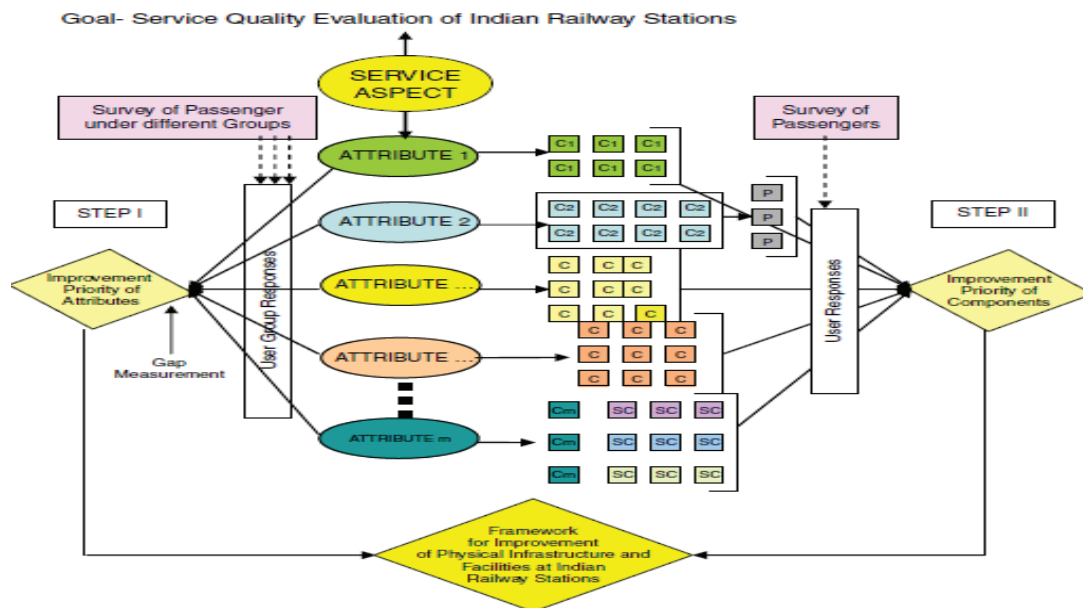 Goal- Service Quality Evaluation of Indian Railway Stations
SERVICE
ASPECT
Survey of Passenger
under different Groups
Survey of
Passengers
ATTRIBUTE 1
C1 C1 C1
C1 C1 C1
STEP I
ATTRIBUTE 2
C2 C2 C2 C2
C2 C2 C2 C2
P
P
P
STEP II
Improvement
Priority of
Attributes
User Group Responses
ATTRIBUTE ...
C C C
C C C
C C C
User Responses
Improvement
Priority of
Components
Gap
Measurement
ATTRIBUTE ....
C C C
C C C
C C C
ATTRIBUTE m
Cm SC SC SC
Cm SC SC SC
Cm SC SC SC
Framework
for Improvement
of Physical Infrastructure and
Facilities at Indian
Railway Stations